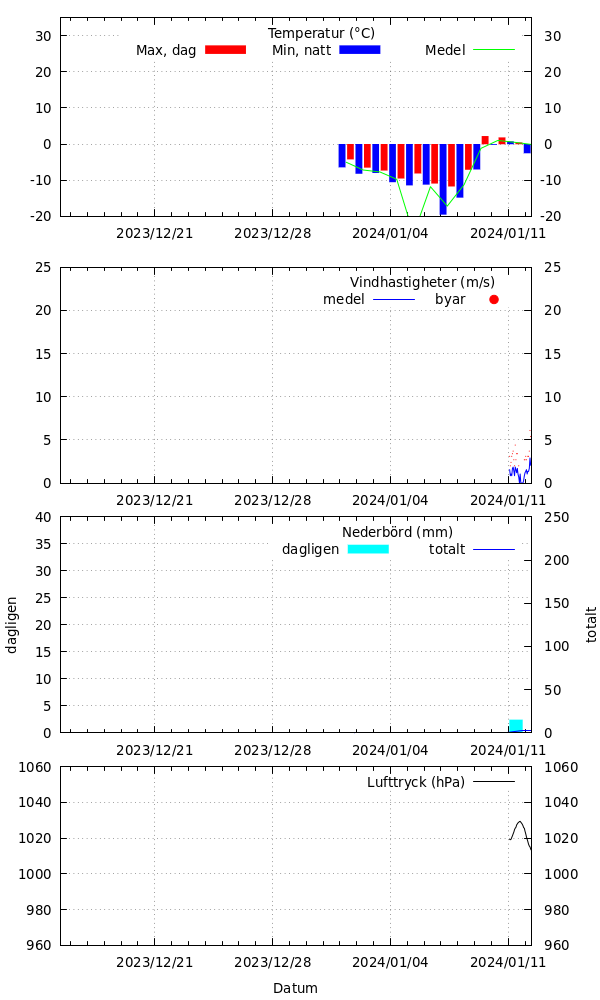 Temperatur (°C)
Max, dag Min, natt Medel
30 30
20 20
10 10
0 0
-10 -10
-20 -20
2023/12/21 2023/12/28 2024/01/04 2024/01/11
Vindhastigheter (m/s)
medel byar
25 25
20 20
15 15
10 10
5 5
0 0
2023/12/21 2023/12/28 2024/01/04 2024/01/11
Nederbörd (mm)
dagligen totalt
40 250
35
30 200
25
20 150
15 100
10
5 50
0 0
dagligen
totalt
2023/12/21 2023/12/28 2024/01/04 2024/01/11
Lufttryck (hPa)
1060 1060
1040 1040
1020 1020
1000 1000
980 980
960 960
2023/12/21 2023/12/28 2024/01/04 2024/01/11
Datum